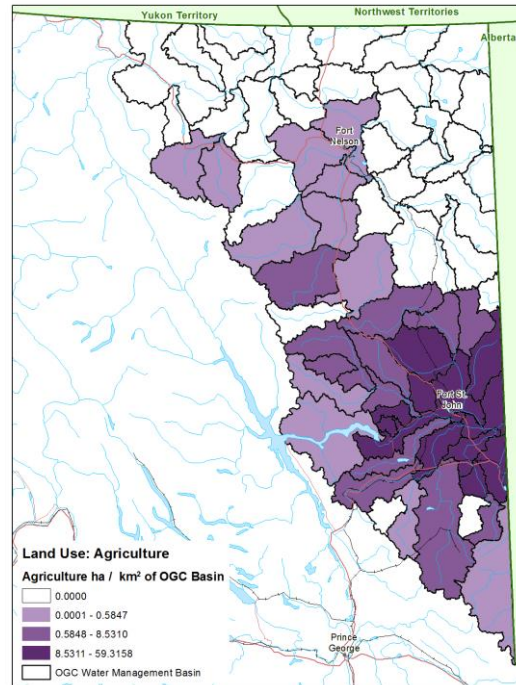 Yukon Territory
Northwest Territories
Alberta
Fort
Nelson
Fort St.
John
Land Use: Agriculture
Agriculture ha / km² of OGC Basin
0.0000
0.0001 - 0.5847
0.5848 - 8.5310
8.5311 - 59.3158
OGC Water Management Basin
Prince
George